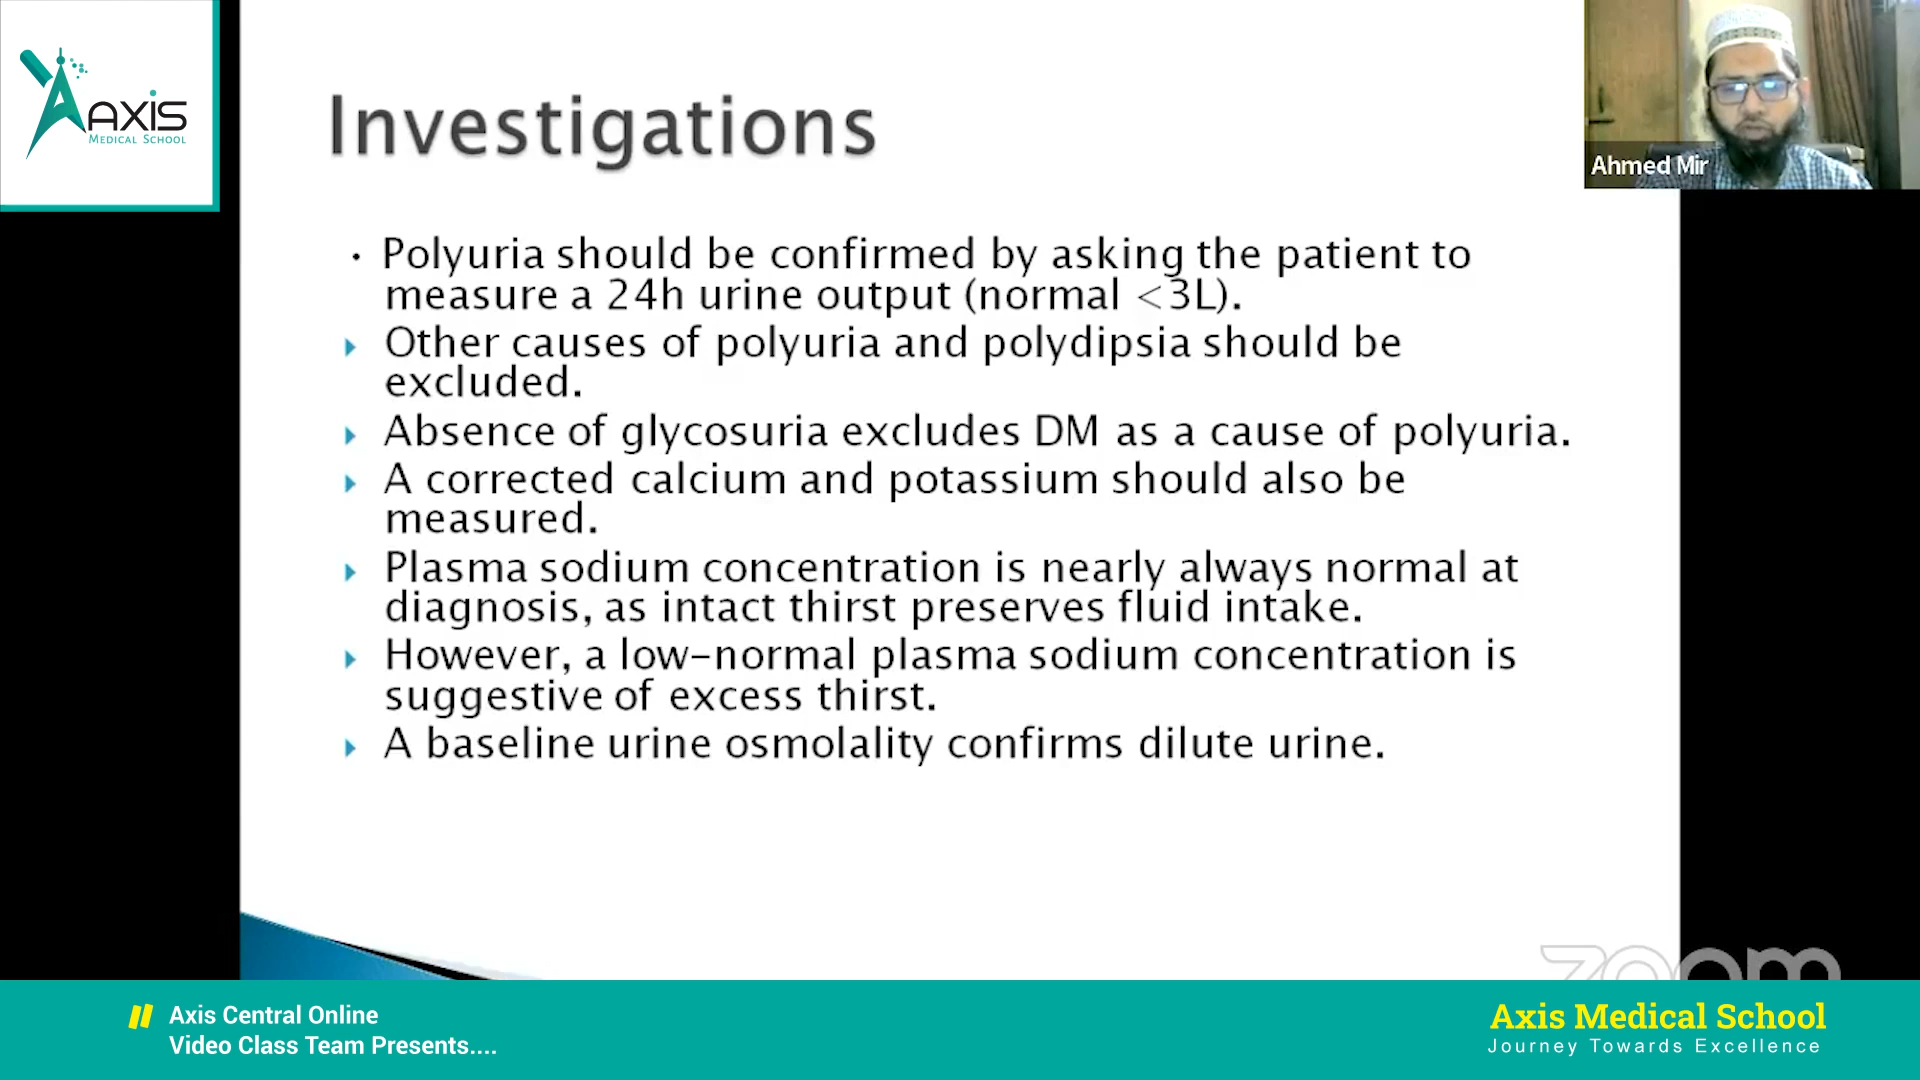 AXIS
MEDICAL SCHOOL
Investigations
Ahmed Mir
• Polyuria should be confirmed by asking the patient to
measure a 24h urine output (normal <3L).
Other causes of polyuria and polydipsia should be
excluded.
Absence of glycosuria excludes DM as a cause of polyuria.
A corrected calcium and potassium should also be
measured.
Plasma sodium concentration is nearly always normal at
diagnosis, as intact thirst preserves fluid intake.
However, a low-normal plasma sodium concentration is
suggestive of excess thirst.
A baseline urine osmolality confirms dilute urine.
zoom
Axis Central Online
Video Class Team Presents....
Axis Medical School
Journey Towards Excellence